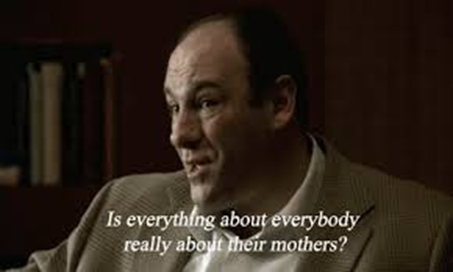 Is everything about everybody
really about their mothers?